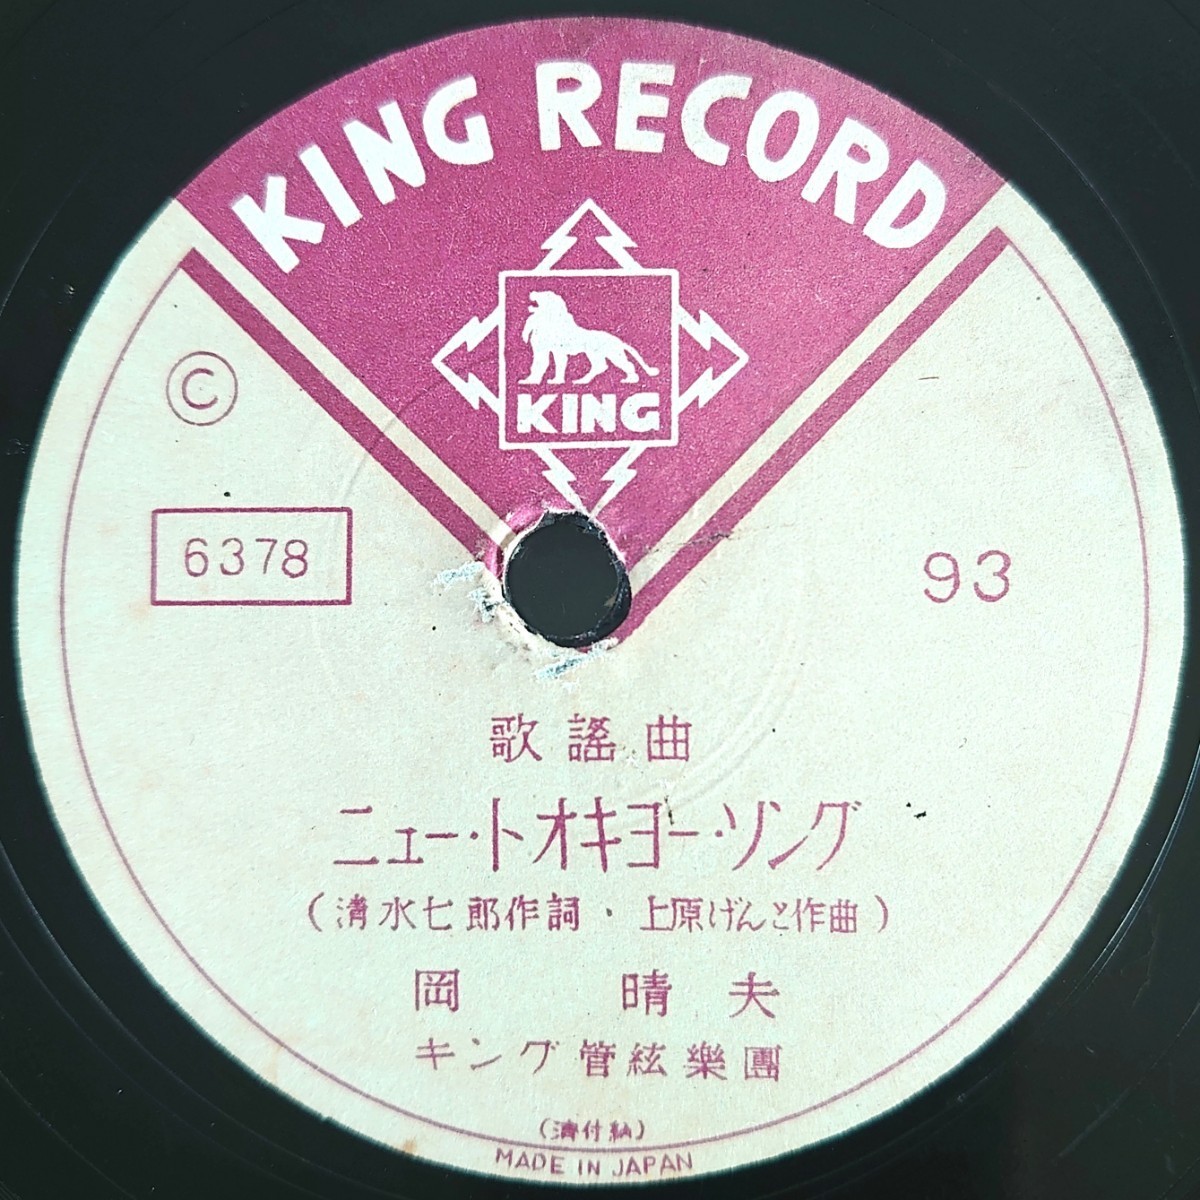 KING RECORD
KING
©
6378
93
歌謠曲
ニュー・トオキヨー・ソング
(清水七郎作詞・上原げんと作曲)
岡 晴夫
キング管絃樂團
(濟付納)
MADE IN JAPAN